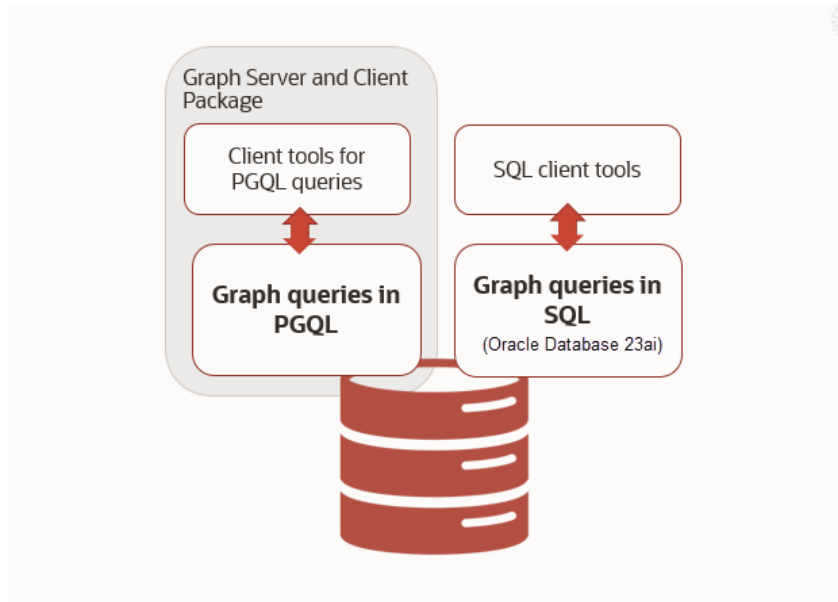 Graph Server and Client
Package
Client tools for
PGQL queries
SQL client tools
Graph queries in
PGQL
Graph queries in
SQL
(Oracle Database 23ai)